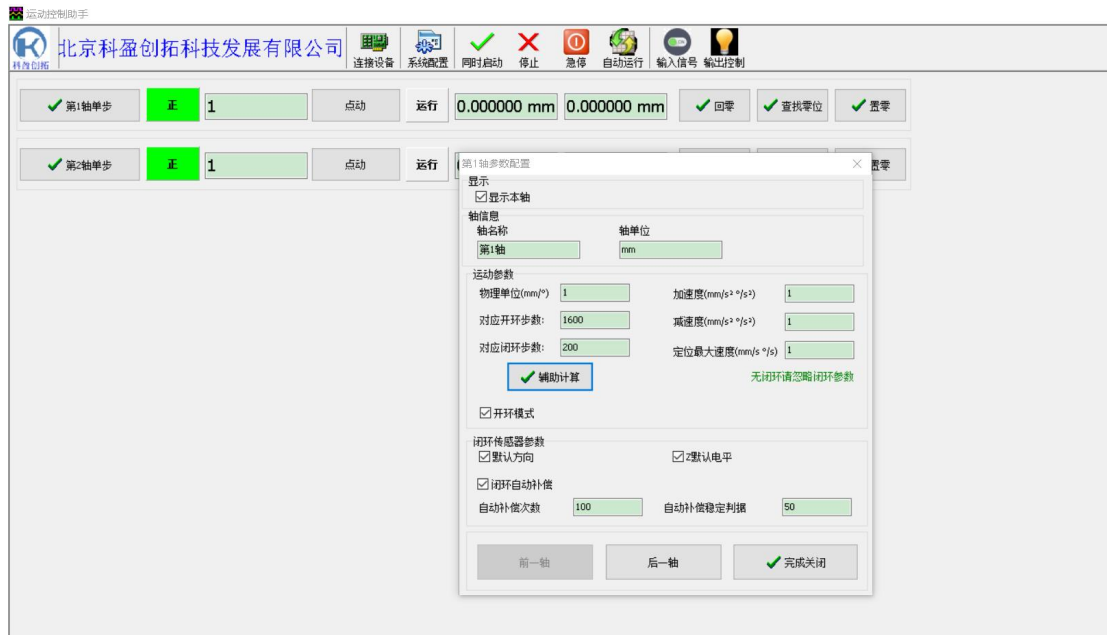 运动控制助手
北京科盈创拓科技发展有限公司
科盈创拓
连接设备 系统配置 同时启动 停止 急停 自动运行 输入信号 输出控制
第1轴单步 正 1 点动 运行 0.000000 mm 0.000000 mm 回零 查找零位 置零
第2轴单步 正 1 点动 运行 置零
第1轴参数配置
显示
显示本轴
轴信息
轴名称 轴单位
第1轴 mm
运动参数
物理单位(mm/°) 1 加速度(mm/s² °/s²) 1
对应开环步数: 1600 减速度(mm/s² °/s²) 1
对应闭环步数: 200 定位最大速度(mm/s °/s) 1
辅助计算 无闭环请忽略闭环参数
开环模式
闭环传感器参数
默认方向 Z默认电平
闭环自动补偿
自动补偿次数 100 自动补偿稳定判据 50
前一轴 后一轴 完成关闭